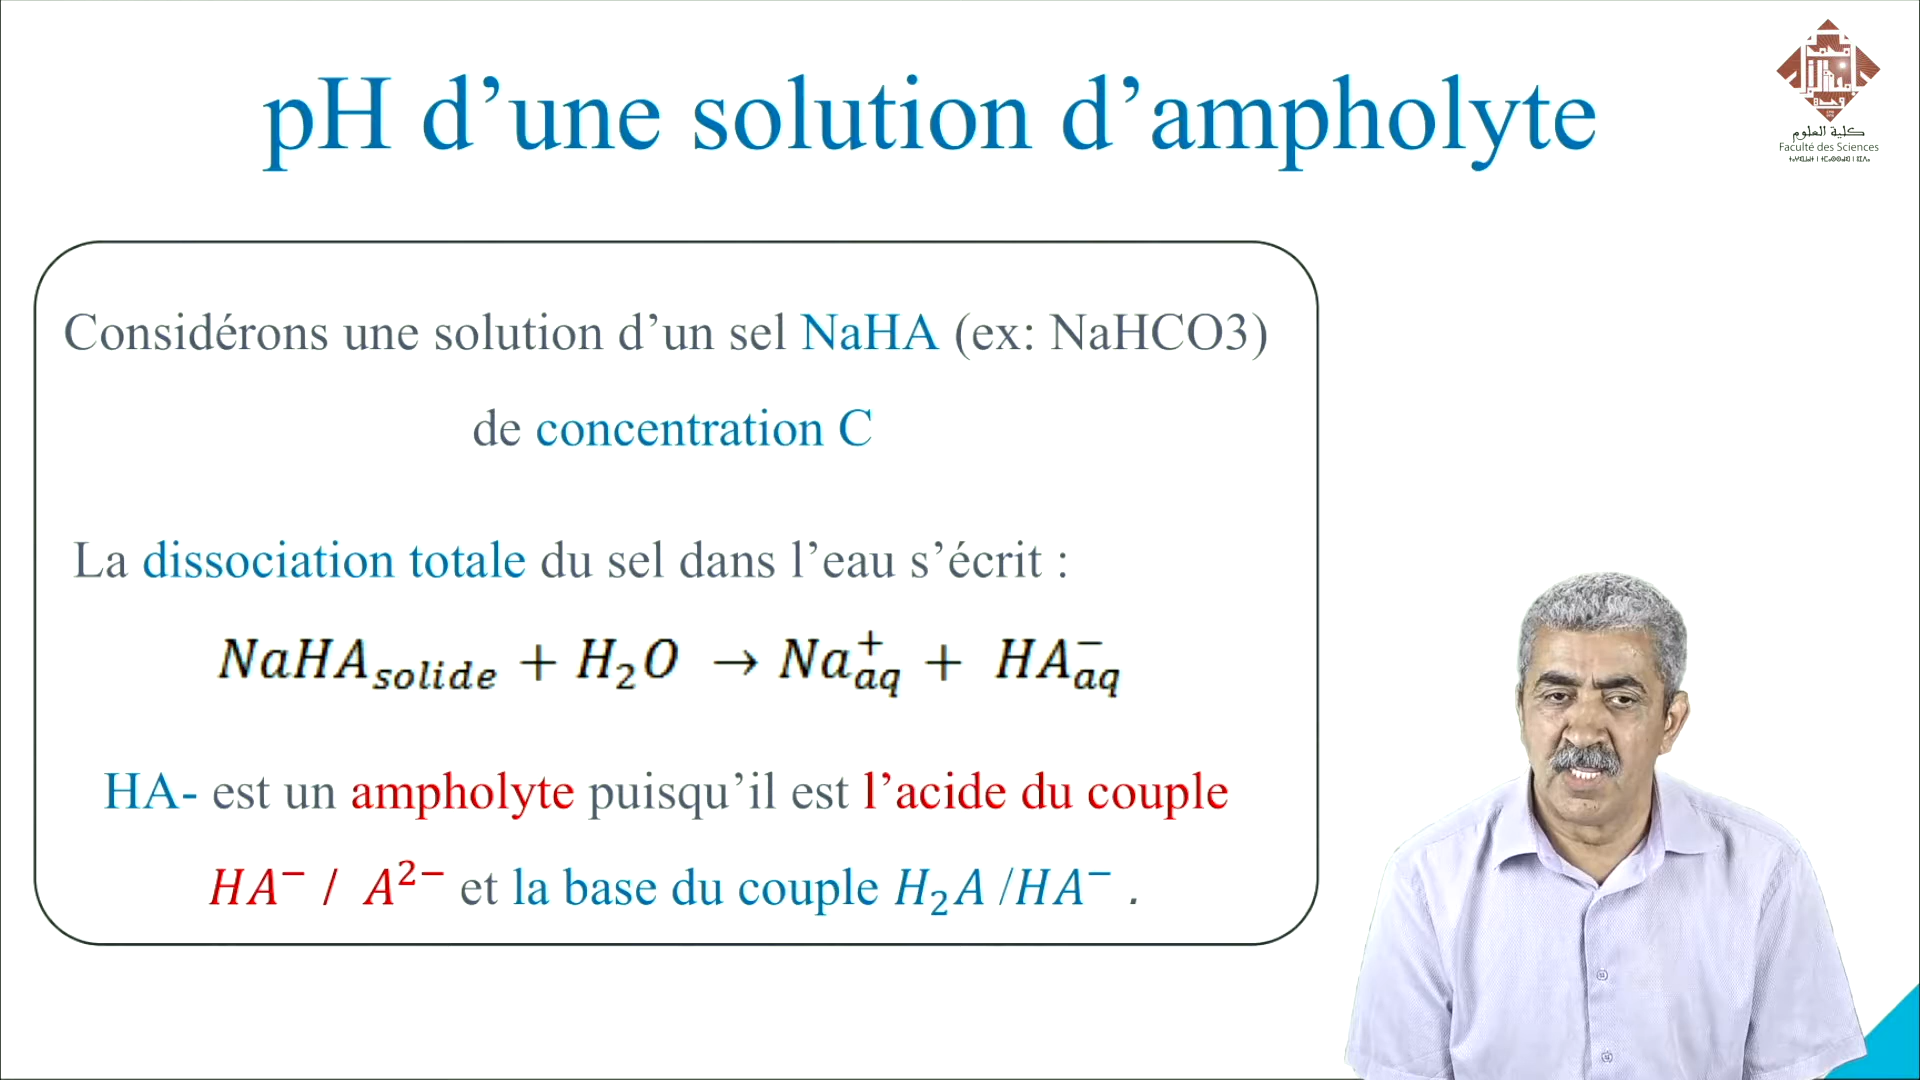 pH d’une solution d’ampholyte
كلية العلوم
Faculté des Sciences
Considérons une solution d’un sel NaHA (ex: NaHCO3)
de concentration C
La dissociation totale du sel dans l’eau s’écrit :
NaHA_solide + H₂O → Na⁺_aq + HA⁻_aq
HA- est un ampholyte puisqu’il est l’acide du couple
HA⁻ / A²⁻ et la base du couple H₂A /HA⁻ .